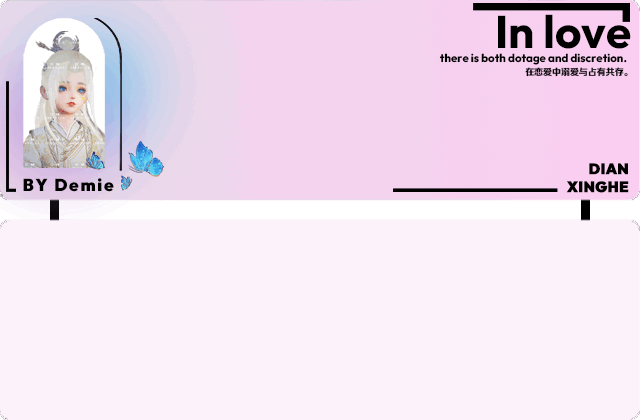 In love
there is both dotage and discretion.
在恋爱中溺爱与占有共存。
BY Demie
DIAN
XINGHE